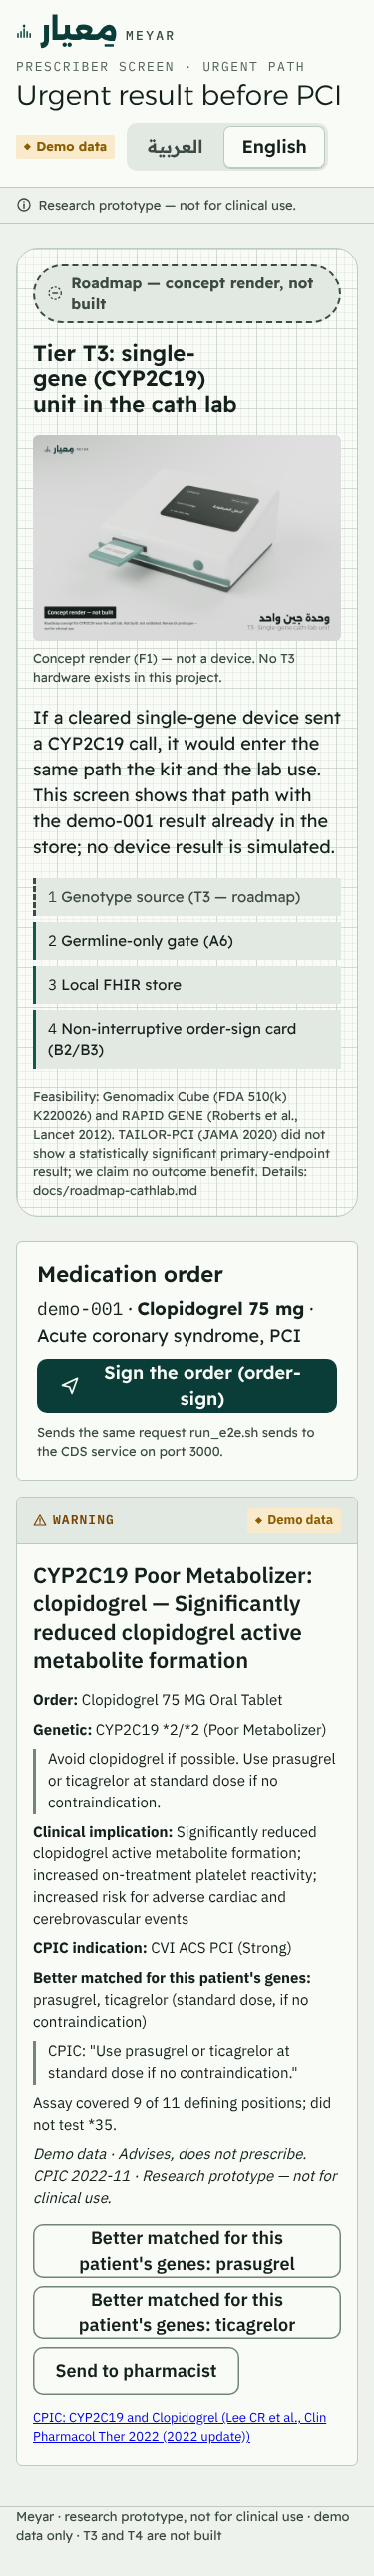 معيار MEYAR
PRESCRIBER SCREEN · URGENT PATH
Urgent result before PCI
Demo data
العربية
English
Research prototype — not for clinical use.
Roadmap — concept render, not
built
Tier T3: single-
gene (CYP2C19)
unit in the cath lab
معيار
Concept render — not built
وحدة جين واحد
Concept render (F1) — not a device. No T3
hardware exists in this project.
If a cleared single-gene device sent
a CYP2C19 call, it would enter the
same path the kit and the lab use.
This screen shows that path with
the demo-001 result already in the
store; no device result is simulated.
1 Genotype source (T3 — roadmap)
2 Germline-only gate (A6)
3 Local FHIR store
4 Non-interruptive order-sign card
(B2/B3)
Feasibility: Genomadix Cube (FDA 510(k)
K220026) and RAPID GENE (Roberts et al.,
Lancet 2012). TAILOR-PCI (JAMA 2020) did not
show a statistically significant primary-endpoint
result; we claim no outcome benefit. Details:
docs/roadmap-cathlab.md
Medication order
demo-001 · Clopidogrel 75 mg ·
Acute coronary syndrome, PCI
Sign the order (order-
sign)
Sends the same request run_e2e.sh sends to
the CDS service on port 3000.
WARNING
Demo data
CYP2C19 Poor Metabolizer:
clopidogrel — Significantly
reduced clopidogrel active
metabolite formation
Order: Clopidogrel 75 MG Oral Tablet
Genetic: CYP2C19 *2/*2 (Poor Metabolizer)
Avoid clopidogrel if possible. Use prasugrel
or ticagrelor at standard dose if no
contraindication.
Clinical implication: Significantly reduced
clopidogrel active metabolite formation;
increased on-treatment platelet reactivity;
increased risk for adverse cardiac and
cerebrovascular events
CPIC indication: CVI ACS PCI (Strong)
Better matched for this patient's genes:
prasugrel, ticagrelor (standard dose, if no
contraindication)
CPIC: "Use prasugrel or ticagrelor at
standard dose if no contraindication."
Assay covered 9 of 11 defining positions; did
not test *35.
Demo data · Advises, does not prescribe.
CPIC 2022-11 · Research prototype — not for
clinical use.
Better matched for this
patient's genes: prasugrel
Better matched for this
patient's genes: ticagrelor
Send to pharmacist
CPIC: CYP2C19 and Clopidogrel (Lee CR et al., Clin
Pharmacol Ther 2022 (2022 update))
Meyar · research prototype, not for clinical use · demo
data only · T3 and T4 are not built